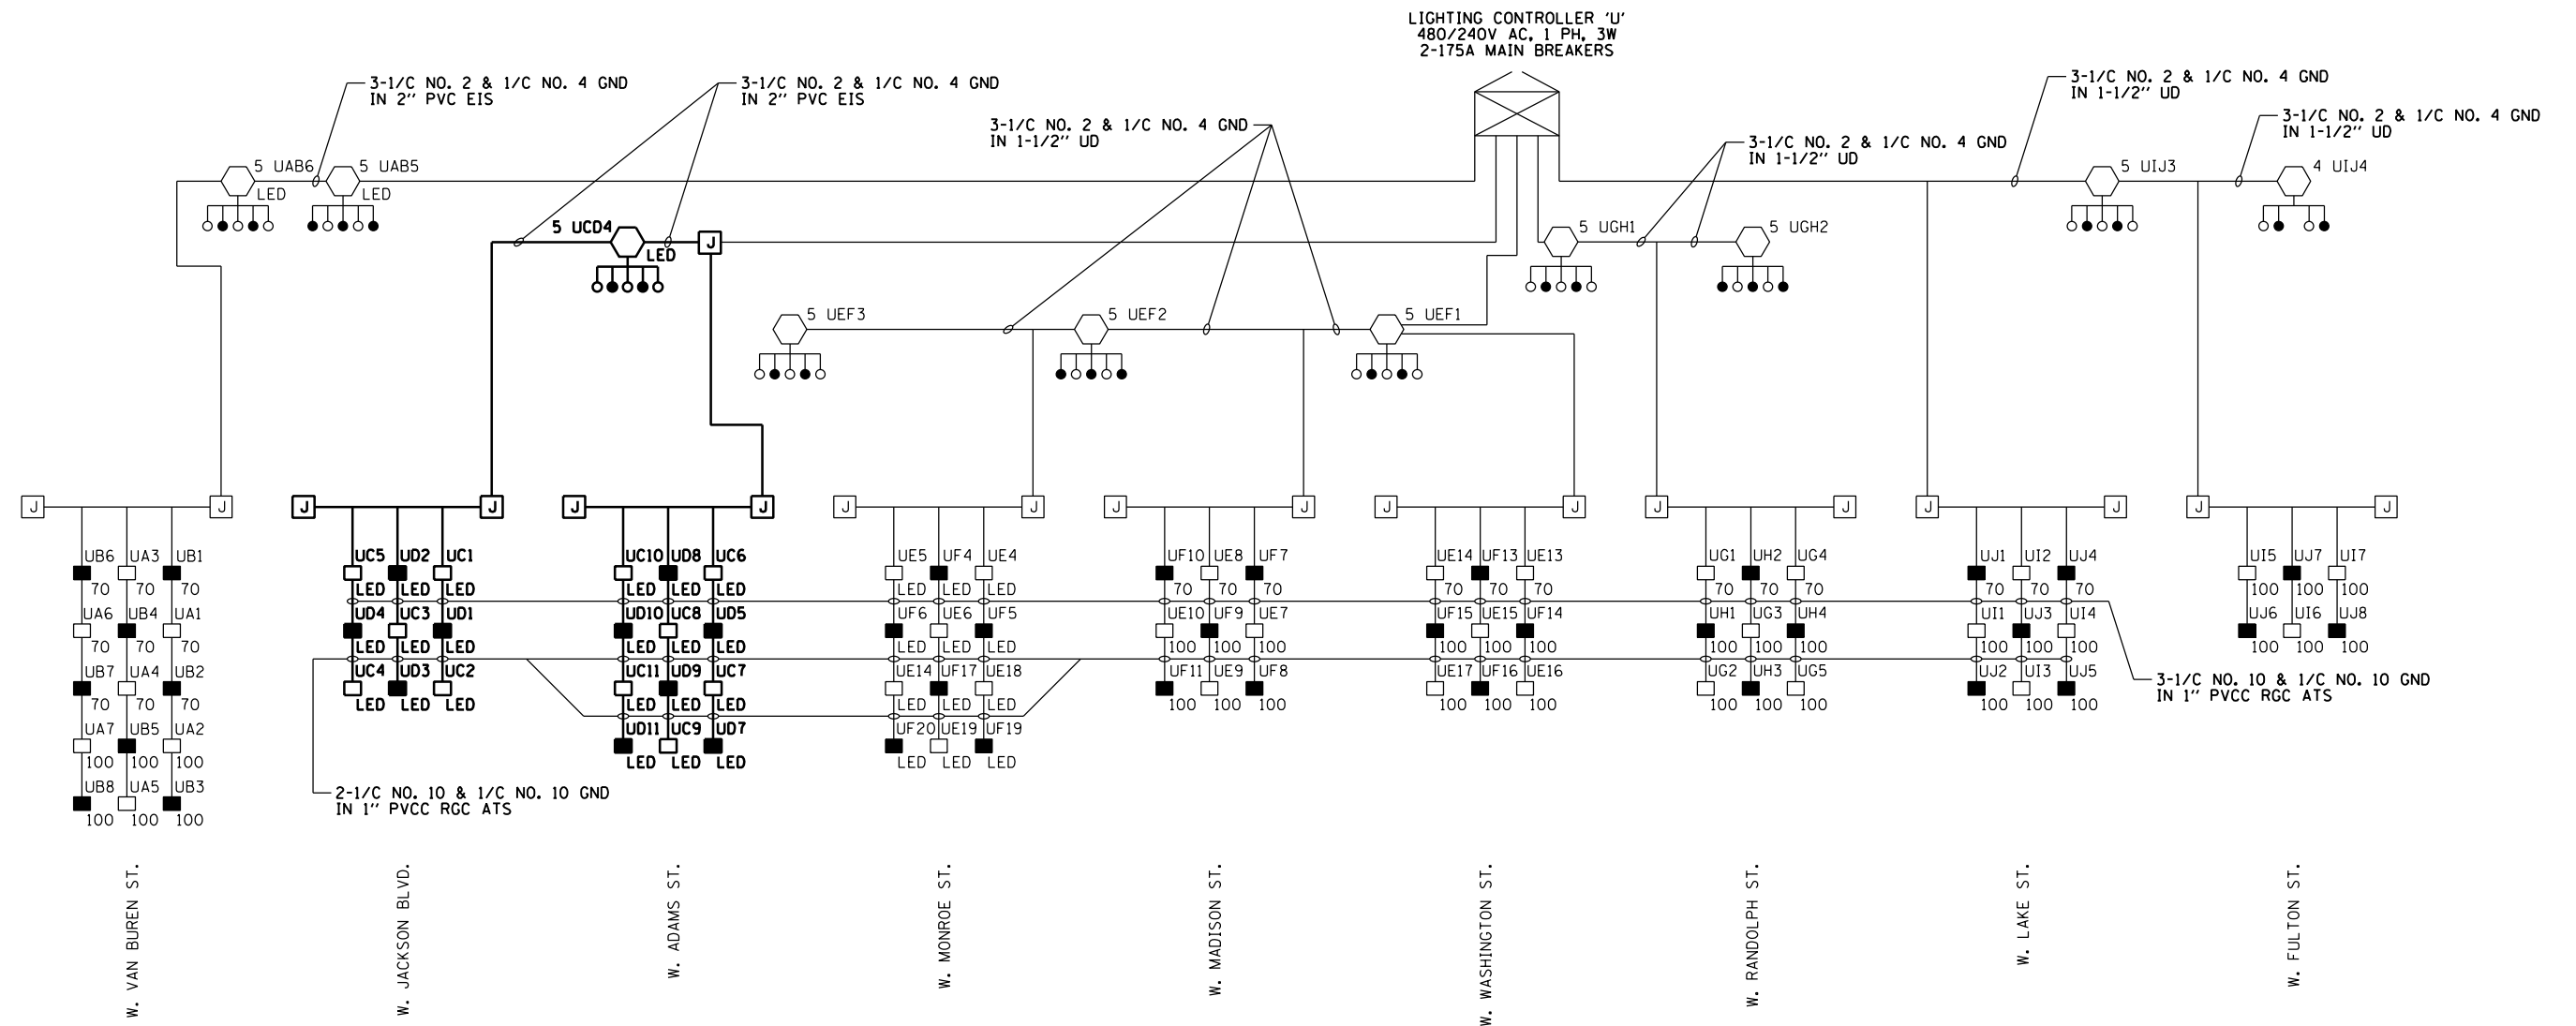 LIGHTING CONTROLLER 'U'
480/240V AC, 1 PH, 3W
2-175A MAIN BREAKERS
3-1/C NO. 2 & 1/C NO. 4 GND
IN 2" PVC EIS
3-1/C NO. 2 & 1/C NO. 4 GND
IN 2" PVC EIS
3-1/C NO. 2 & 1/C NO. 4 GND
IN 1-1/2" UD
3-1/C NO. 2 & 1/C NO. 4 GND
IN 1-1/2" UD
3-1/C NO. 2 & 1/C NO. 4 GND
IN 1-1/2" UD
3-1/C NO. 2 & 1/C NO. 4 GND
IN 1-1/2" UD
5 UAB6
LED
5 UAB5
LED
5 UIJ3
4 UIJ4
5 UCD4
LED
J
5 UGH1
5 UGH2
5 UEF3
5 UEF2
5 UEF1
J J J J J J J J J J J J J J J J J J
UB6 UA3 UB1
70 70 70
UA6 UB4 UA1
70 70 70
UB7 UA4 UB2
70 70 70
UA7 UB5 UA2
100 100 100
UB8 UA5 UB3
100 100 100
UC5 UD2 UC1
LED LED LED
UD4 UC3 UD1
LED LED LED
UC4 UD3 UC2
LED LED LED
UC10 UD8 UC6
LED LED LED
UD10 UC8 UD5
LED LED LED
UC11 UD9 UC7
LED LED LED
UD11 UC9 UD7
LED LED LED
UE5 UF4 UE4
LED LED LED
UF6 UE6 UF5
LED LED LED
UE14 UF17 UE18
LED LED LED
UF20 UE19 UF19
LED LED LED
UF10 UE8 UF7
70 70 70
UE10 UF9 UE7
100 100 100
UF11 UE9 UF8
100 100 100
UE14 UF13 UE13
70 70 70
UF15 UE15 UF14
100 100 100
UE17 UF16 UE16
100 100 100
UG1 UH2 UG4
70 70 70
UH1 UG3 UH4
100 100 100
UG2 UH3 UG5
100 100 100
UJ1 UI2 UJ4
70 70 70
UI1 UJ3 UI4
100 100 100
UJ2 UI3 UJ5
100 100 100
UI5 UJ7 UI7
100 100 100
UJ6 UI6 UJ8
100 100 100
3-1/C NO. 10 & 1/C NO. 10 GND
IN 1" PVCC RGC ATS
2-1/C NO. 10 & 1/C NO. 10 GND
IN 1" PVCC RGC ATS
W. VAN BUREN ST.
W. JACKSON BLVD.
W. ADAMS ST.
W. MONROE ST.
W. MADISON ST.
W. WASHINGTON ST.
W. RANDOLPH ST.
W. LAKE ST.
W. FULTON ST.